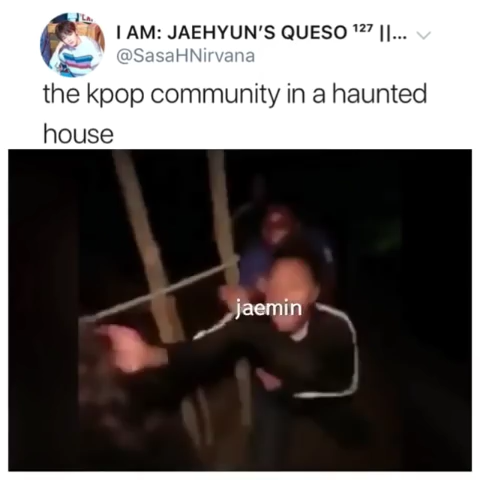 I AM: JAEHYUN'S QUESO ¹²⁷ ||...
@SasaHNirvana
the kpop community in a haunted
house
jaemin